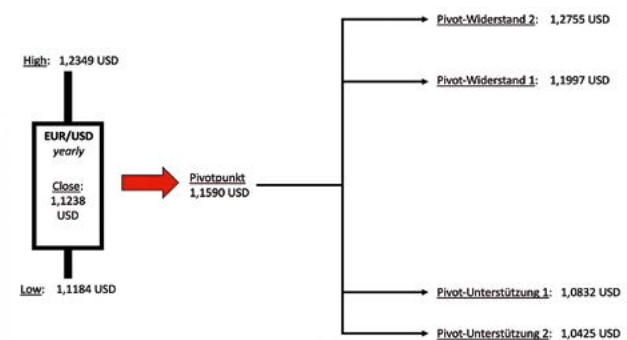 High: 1,2349 USD
EUR/USD
yearly
Close:
1,1238
USD
Low: 1,1184 USD
Pivotpunkt
1,1590 USD
Pivot-Widerstand 2: 1,2755 USD
Pivot-Widerstand 1: 1,1997 USD
Pivot-Unterstützung 1: 1,0832 USD
Pivot-Unterstützung 2: 1,0425 USD